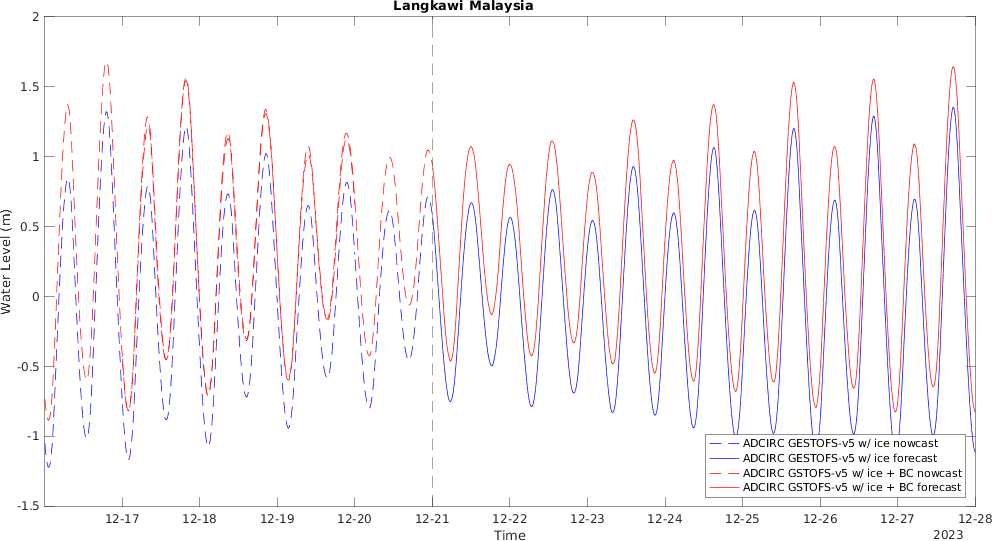 Langkawi Malaysia
2
1.5
1
0.5
0
-0.5
-1
-1.5
Water Level (m)
ADCIRC GESTOFS-v5 w/ ice nowcast
ADCIRC GESTOFS-v5 w/ ice forecast
ADCIRC GSTOFS-v5 w/ ice + BC nowcast
ADCIRC GSTOFS-v5 w/ ice + BC forecast
12-17 12-18 12-19 12-20 12-21 12-22 12-23 12-24 12-25 12-26 12-27 12-28
Time
2023